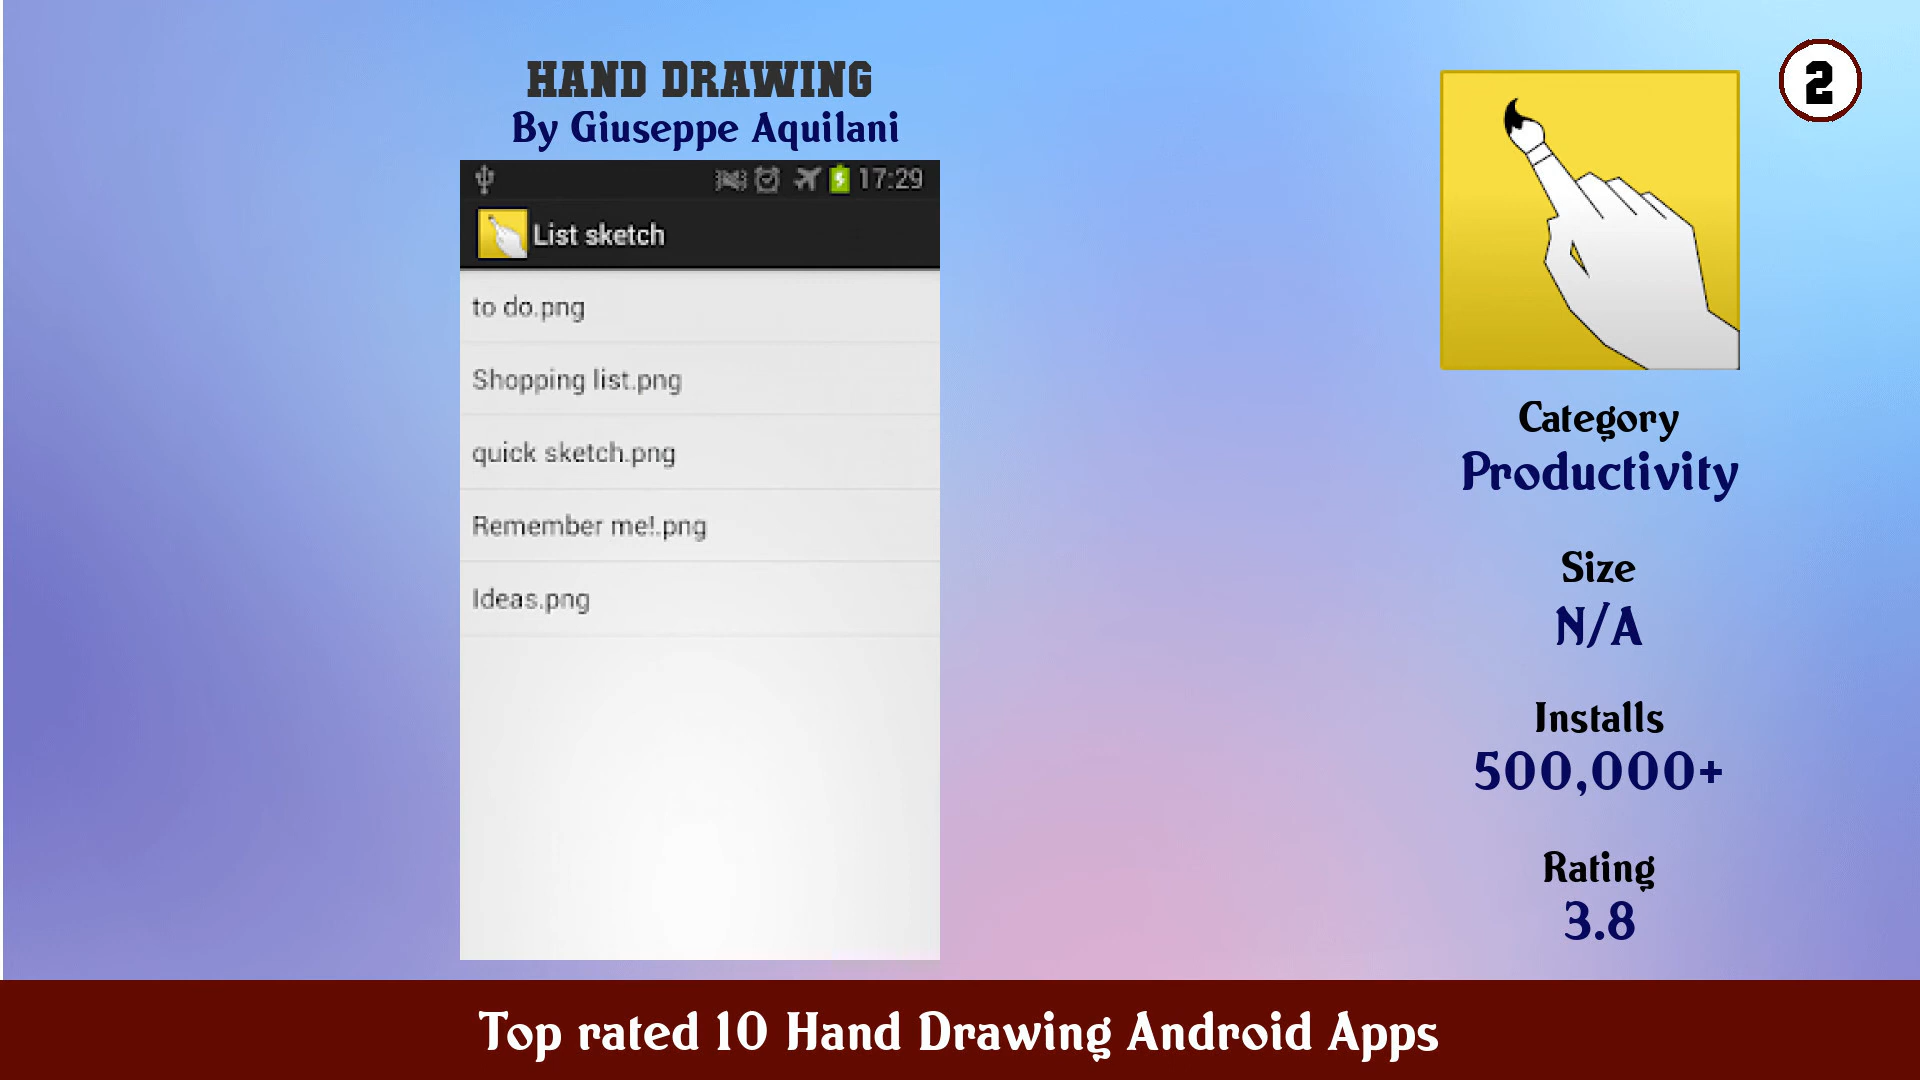 HAND DRAWING
By Giuseppe Aquilani
17:29
List sketch
to do.png
Shopping list.png
quick sketch.png
Remember me!.png
Ideas.png
2
Category
Productivity
Size
N/A
Installs
500,000+
Rating
3.8
Top rated 10 Hand Drawing Android Apps